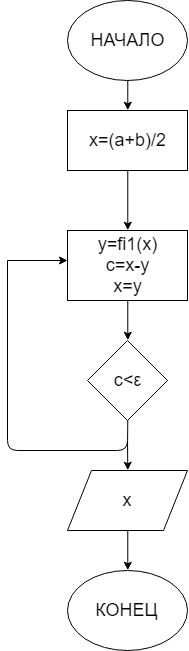 НАЧАЛО
x=(a+b)/2
y=fi1(x)
c=x-y
x=y
c<ε
x
КОНЕЦ